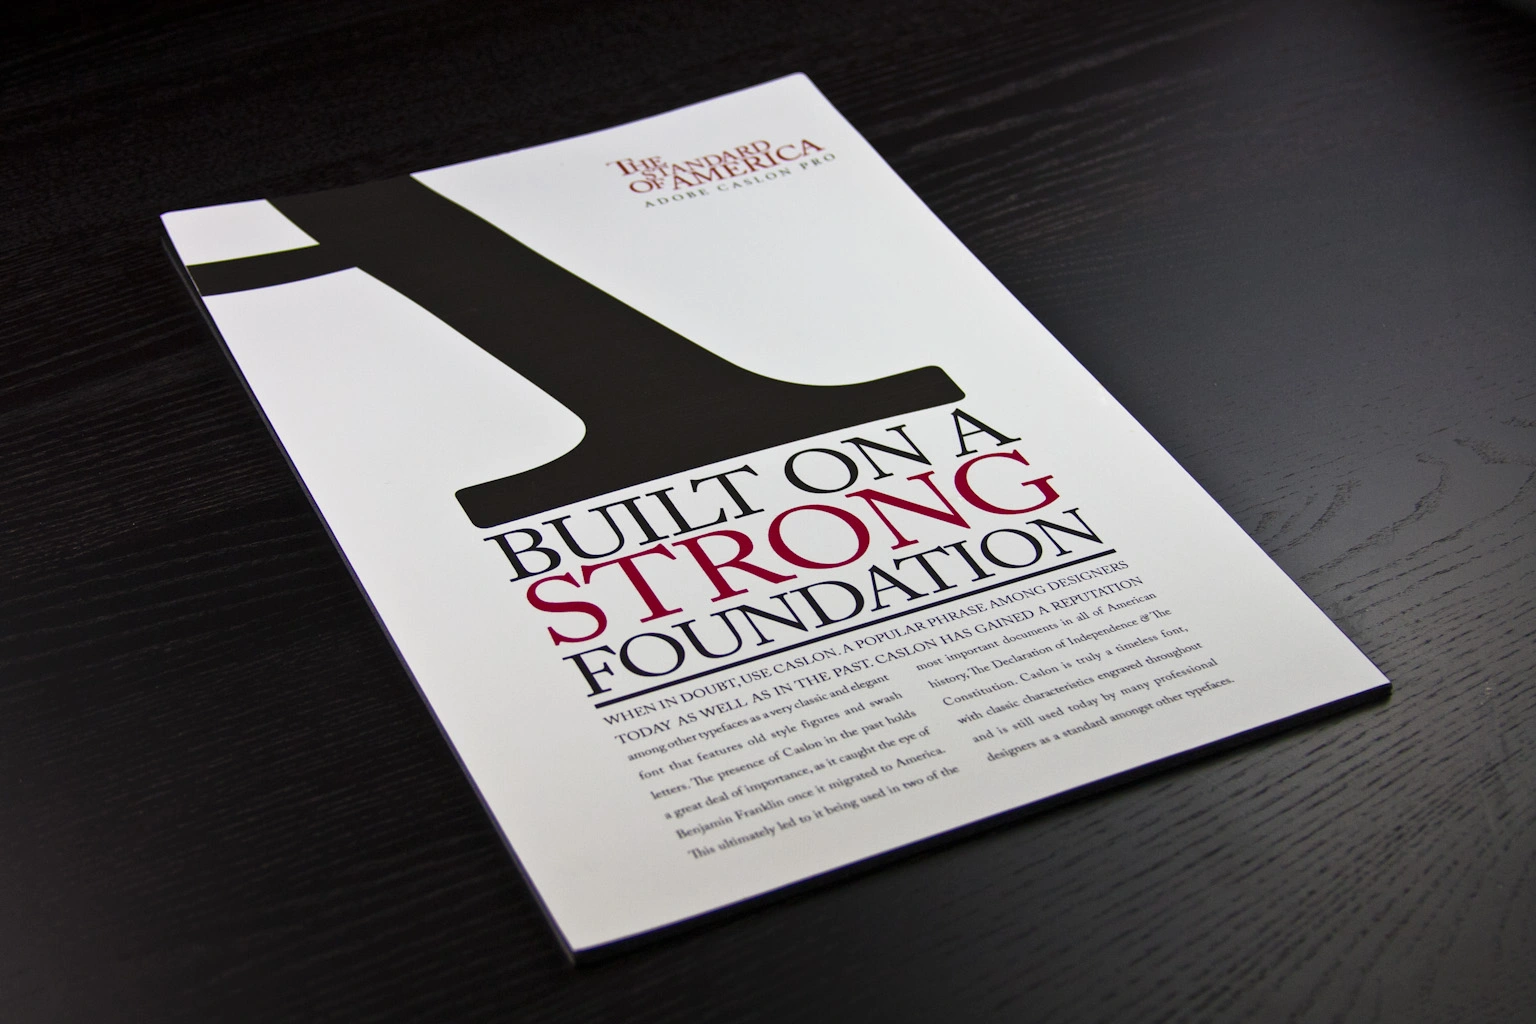 THE
STANDARD
OF AMERICA
ADOBE CASLON PRO
BUILT ON A
STRONG
FOUNDATION
WHEN IN DOUBT, USE CASLON. A POPULAR PHRASE AMONG DESIGNERS
TODAY AS WELL AS IN THE PAST. CASLON HAS GAINED A REPUTATION
among other typefaces as a very classic and elegant
font that features old style figures and swash
letters. The presence of Caslon in the past holds
a great deal of importance, as it caught the eye of
Benjamin Franklin once it migrated to America.
This ultimately led to it being used in two of the
most important documents in all of American
history, The Declaration of Independence & The
Constitution. Caslon is truly a timeless font,
with classic characteristics engraved throughout
and is still used today by many professional
designers as a standard amongst other typefaces.